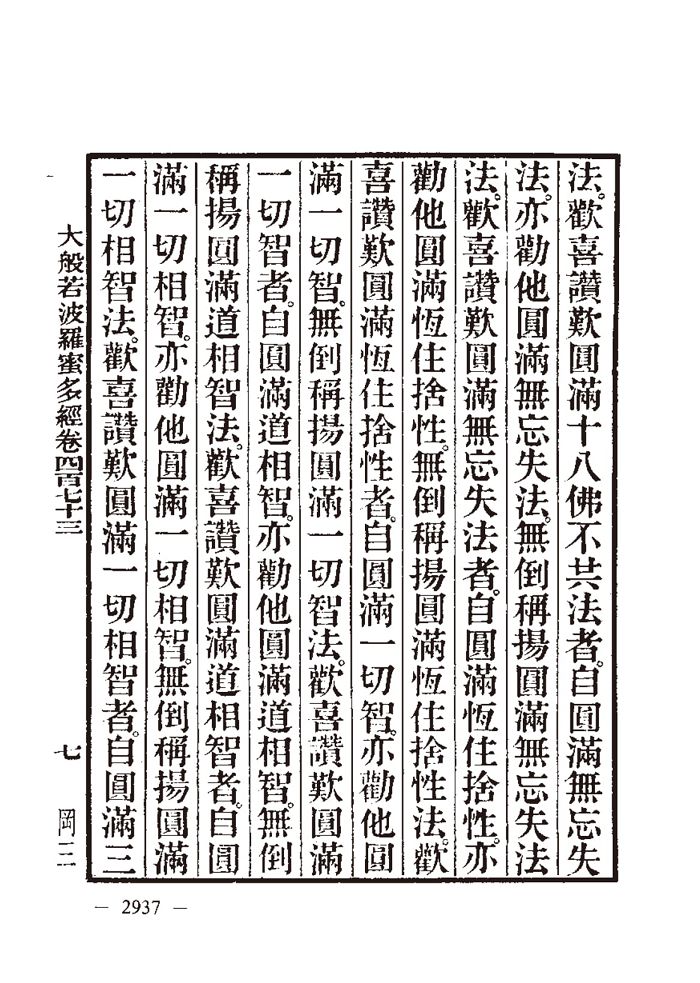 法。歡喜讚歎圓滿十八佛不共法者。自圓滿無忘失
法。亦勸他圓滿無忘失法。無倒稱揚圓滿無忘失法
法。歡喜讚歎圓滿無忘失法者。自圓滿恆住捨性。亦
勸他圓滿恆住捨性。無倒稱揚圓滿恆住捨性法。歡
喜讚歎圓滿恆住捨性者。自圓滿一切智。亦勸他圓
滿一切智。無倒稱揚圓滿一切智法。歡喜讚歎圓滿
一切智者。自圓滿道相智。亦勸他圓滿道相智。無倒
稱揚圓滿道相智法。歡喜讚歎圓滿道相智者。自圓
滿一切相智。亦勸他圓滿一切相智。無倒稱揚圓滿
一切相智法。歡喜讚歎圓滿一切相智者。自圓滿三
大般若波羅蜜多經卷四百七十三 七 岡三
— 2937 —